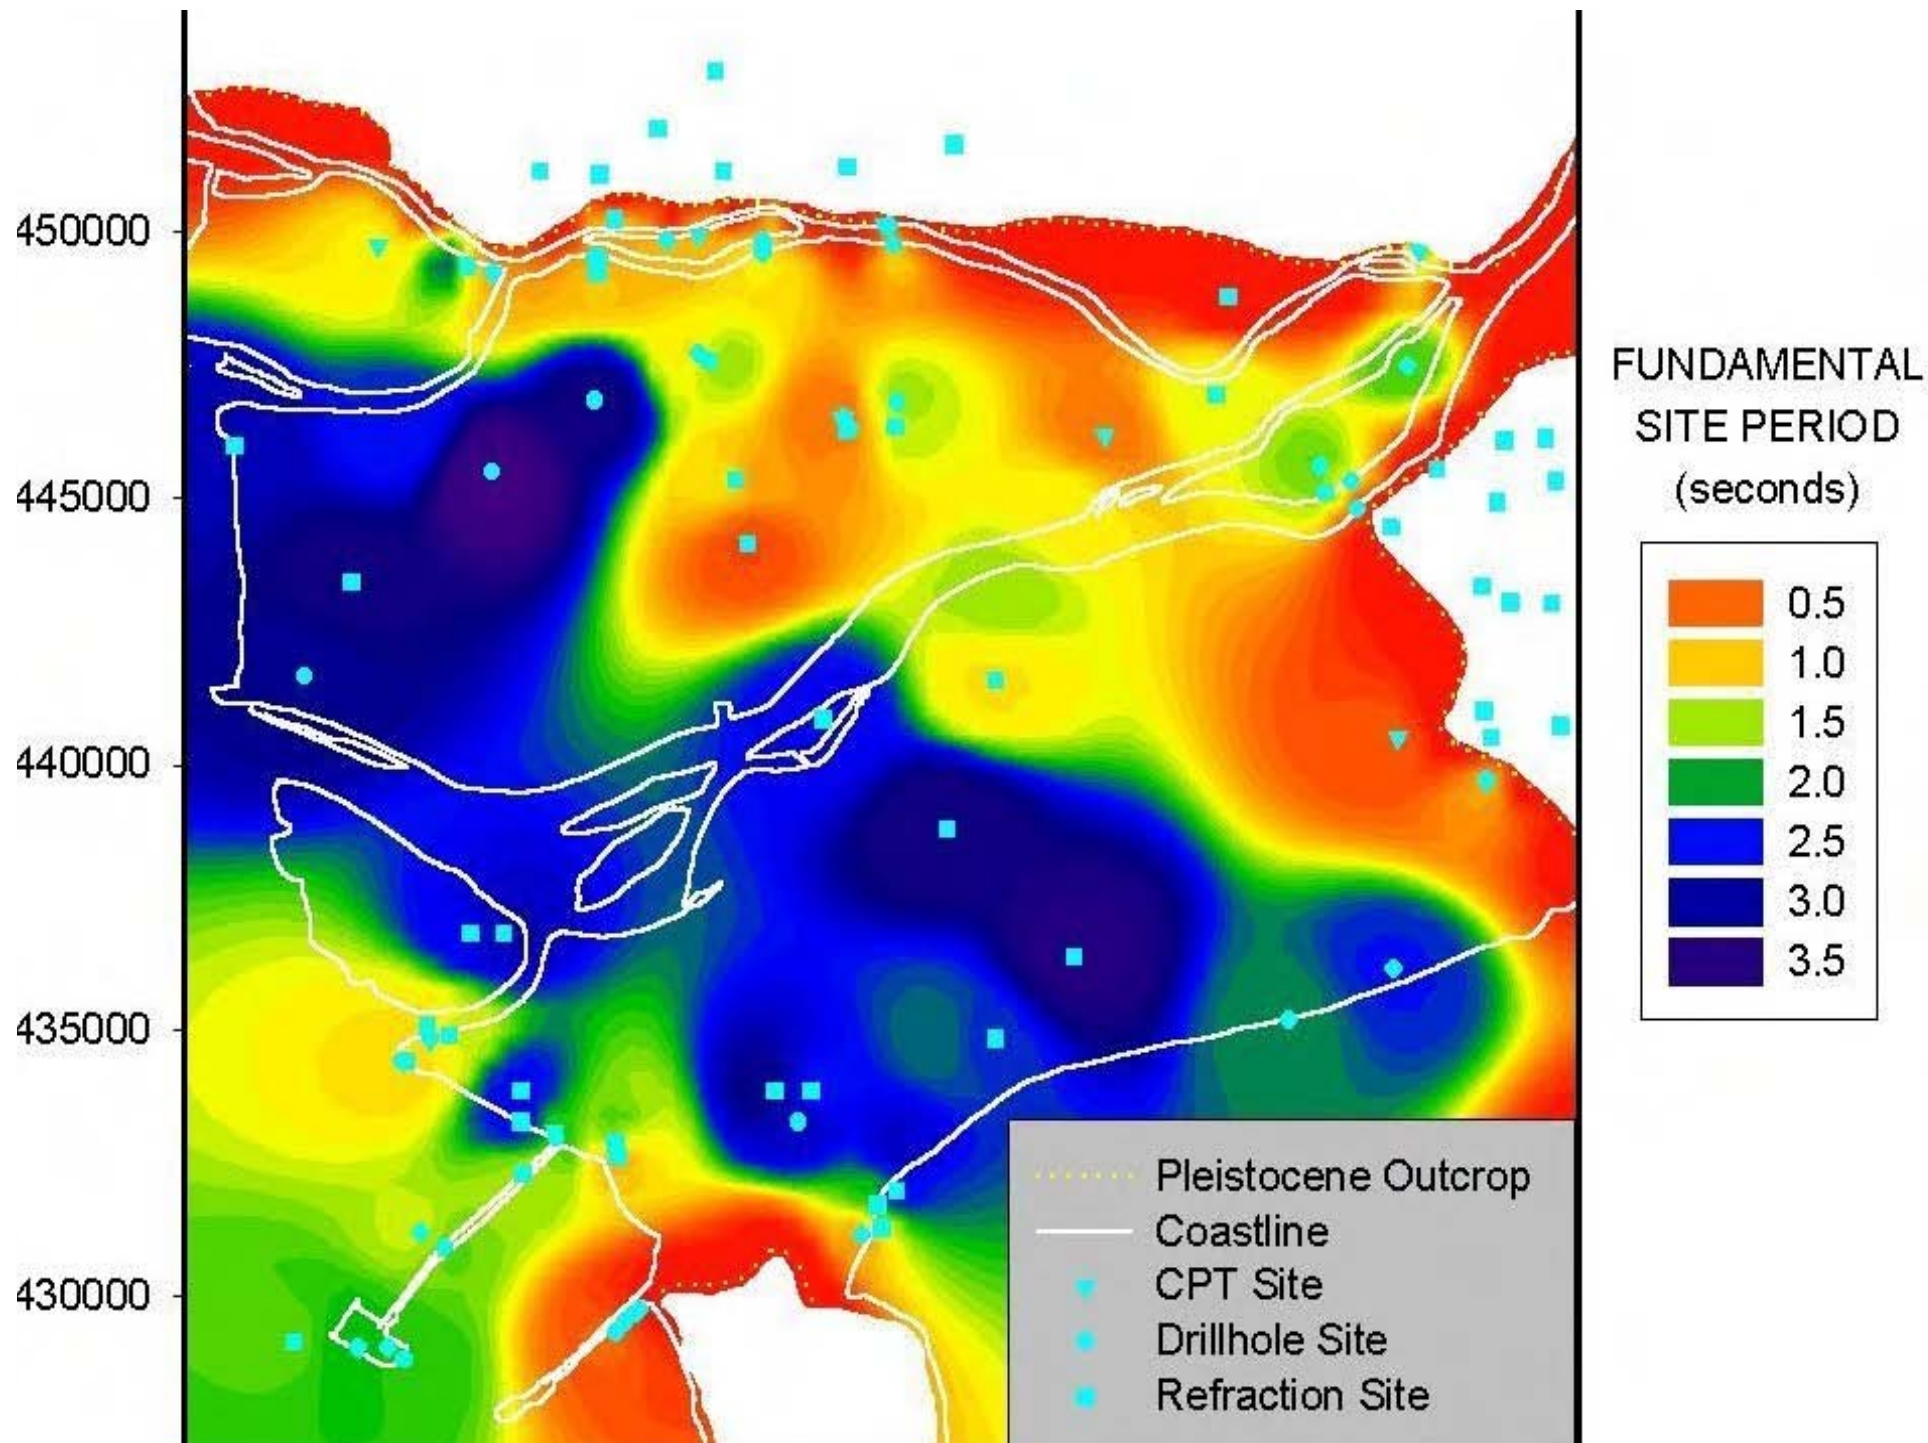 450000
445000
440000
435000
430000
FUNDAMENTAL
SITE PERIOD
(seconds)
0.5
1.0
1.5
2.0
2.5
3.0
3.5
Pleistocene Outcrop
Coastline
CPT Site
Drillhole Site
Refraction Site